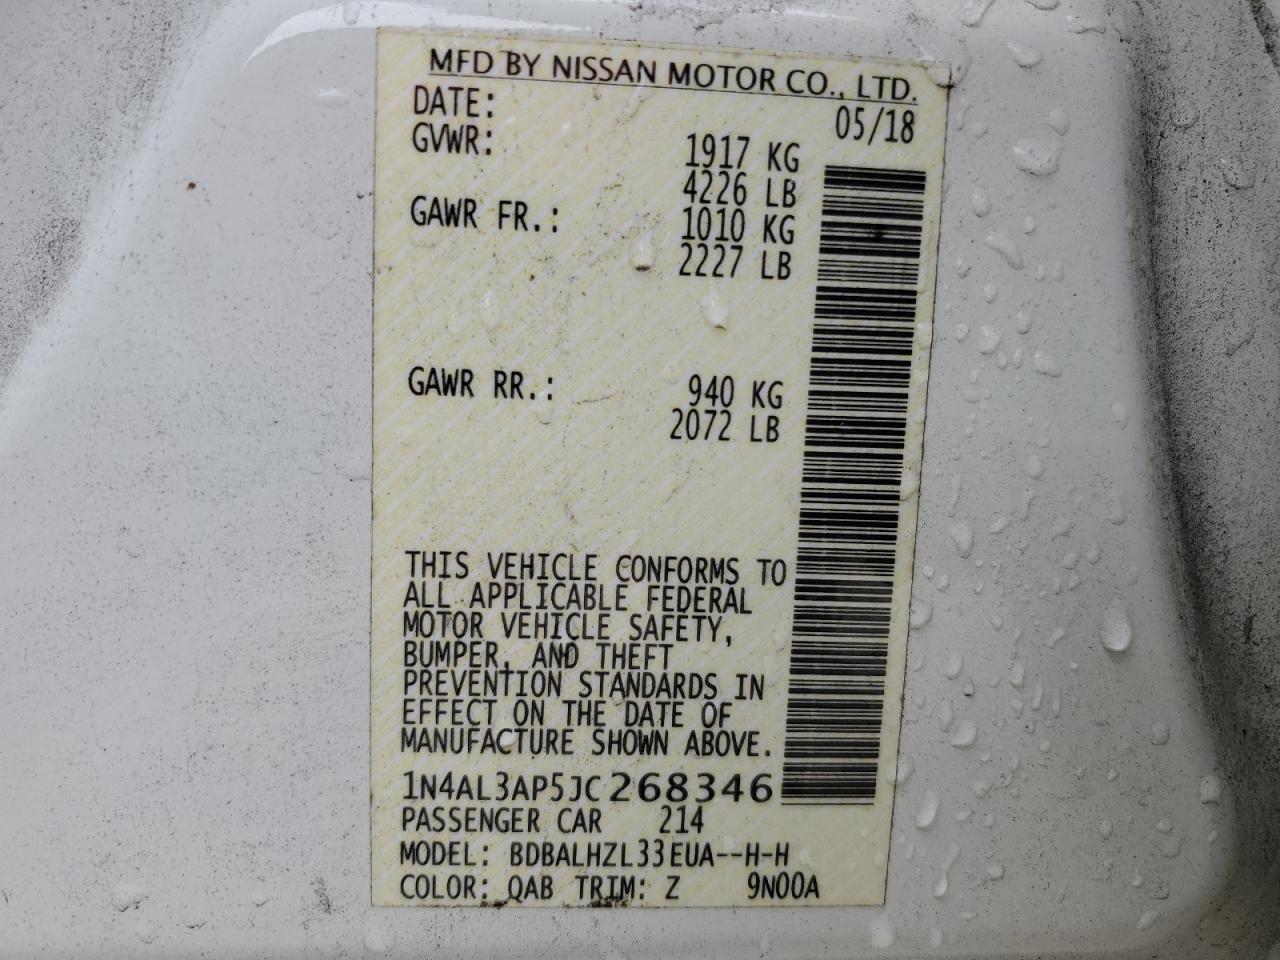 MFD BY NISSAN MOTOR CO., LTD.
DATE: 05/18
GVWR: 1917 KG
4226 LB
GAWR FR.: 1010 KG
2227 LB
GAWR RR.: 940 KG
2072 LB
THIS VEHICLE CONFORMS TO
ALL APPLICABLE FEDERAL
MOTOR VEHICLE SAFETY,
BUMPER, AND THEFT
PREVENTION STANDARDS IN
EFFECT ON THE DATE OF
MANUFACTURE SHOWN ABOVE.
1N4AL3AP5JC268346
PASSENGER CAR 214
MODEL: BDBALHZL33EUA--H-H
COLOR: QAB TRIM: Z 9N00A